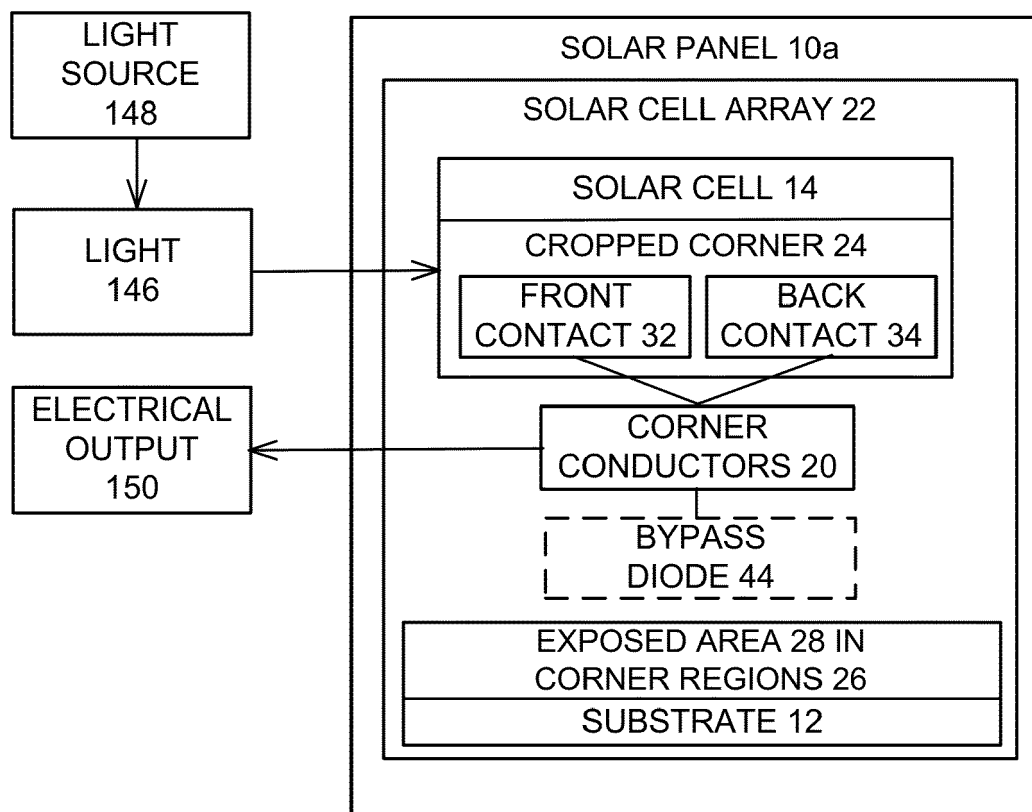 LIGHT
SOURCE
148
LIGHT
146
ELECTRICAL
OUTPUT
150
SOLAR PANEL 10a
SOLAR CELL ARRAY 22
SOLAR CELL 14
CROPPED CORNER 24
FRONT
CONTACT 32
BACK
CONTACT 34
CORNER
CONDUCTORS 20
BYPASS
DIODE 44
EXPOSED AREA 28 IN
CORNER REGIONS 26
SUBSTRATE 12